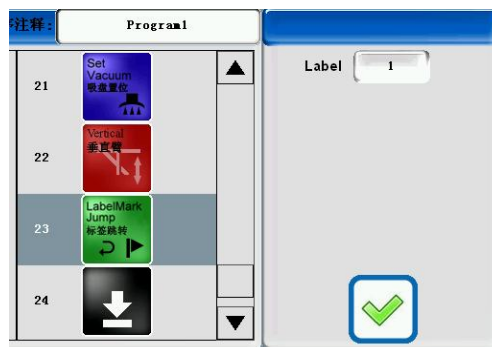 注释:
Program1
Label 1
21
Set
Vacuum
吸盘置位
22
Vertical
垂直臂
23
LabelMark
Jump
标签跳转
24